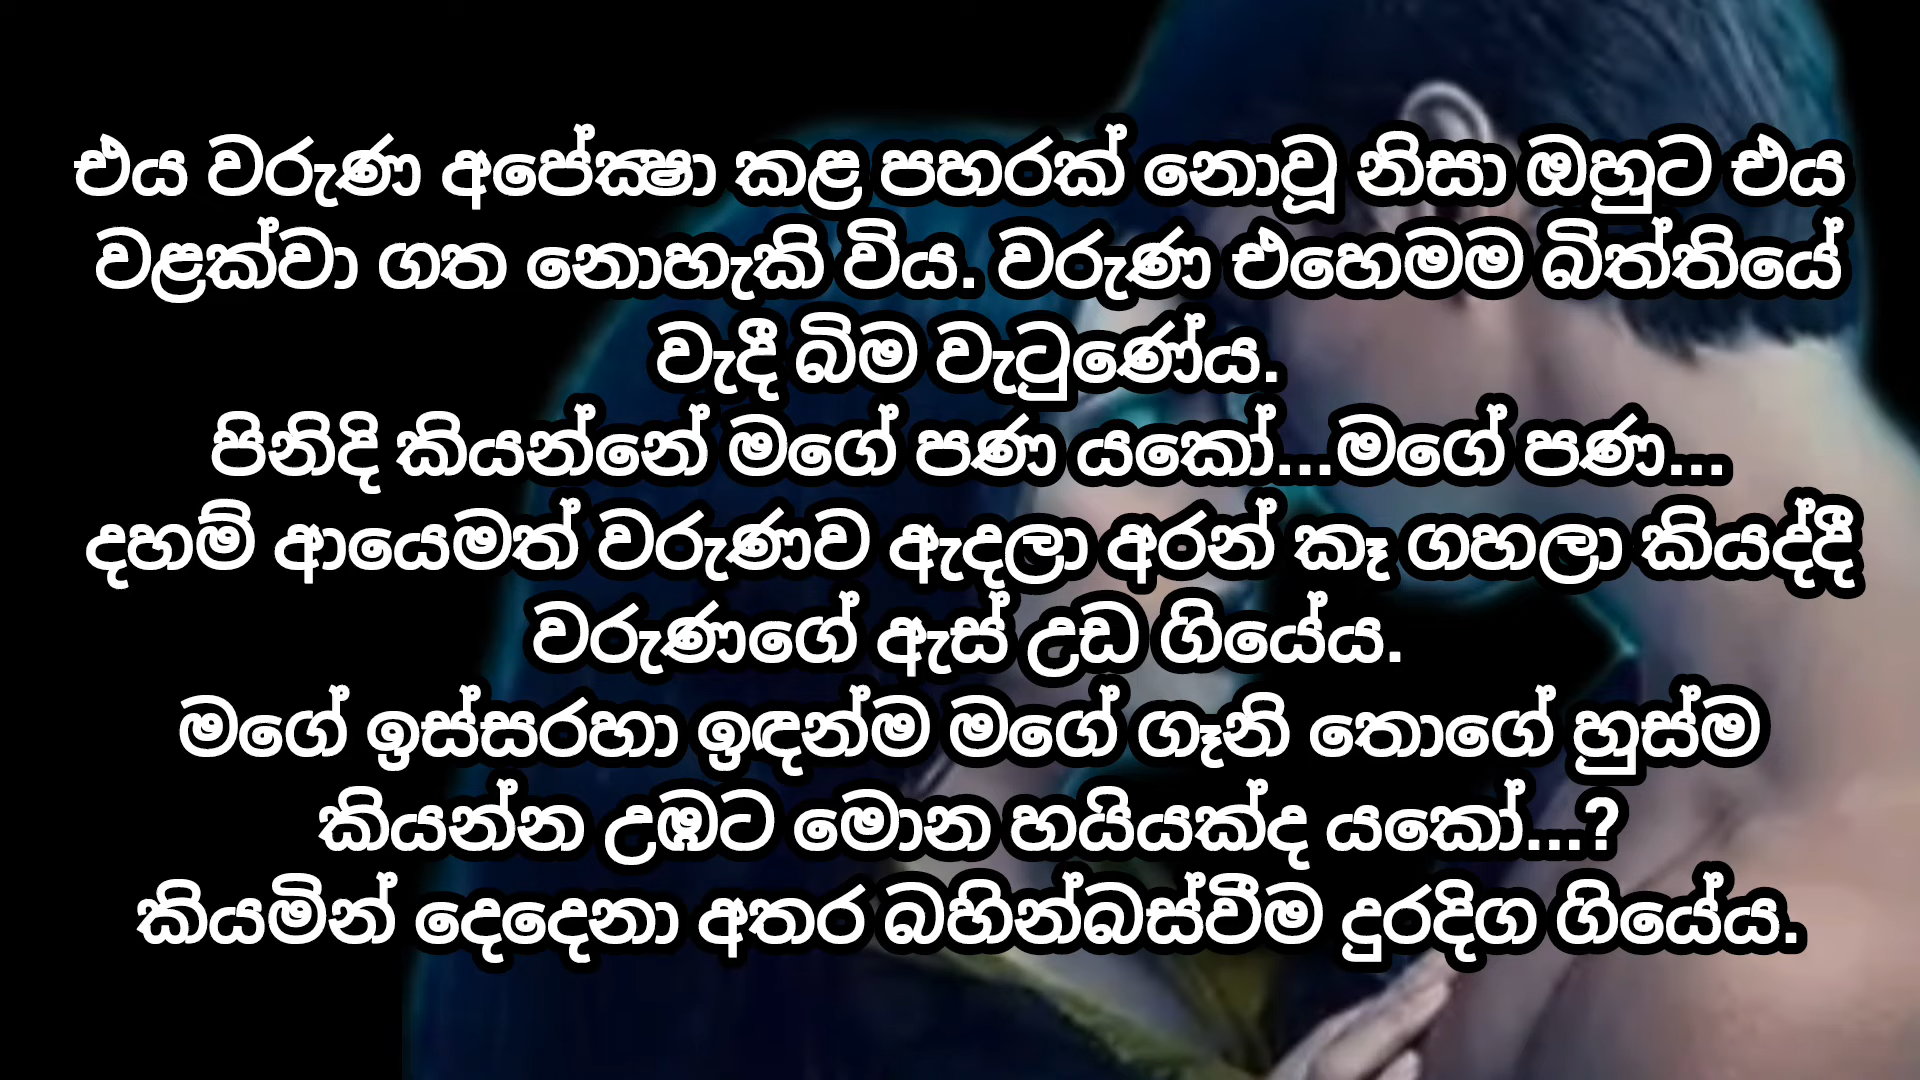 එය වරුණ අපේක්‍ෂා කළ පහරක් නොවූ නිසා ඔහුට එය
වළක්වා ගත නොහැකි විය. වරුණ එහෙමම බිත්තියේ
වැදී බිම වැටුණේය.
පිනිදි කියන්නේ මගේ පණ යකෝ...මගේ පණ...
දහම් ආයෙමත් වරුණව ඇදලා අරන් කෑ ගහලා කියද්දී
වරුණගේ ඇස් උඩ ගියේය.
මගේ ඉස්සරහා ඉඳන්ම මගේ ගෑනි තොගේ හුස්ම
කියන්න උඹට මොන හයියක්ද යකෝ...?
කියමින් දෙදෙනා අතර බහින්බස්වීම දුරදිග ගියේය.